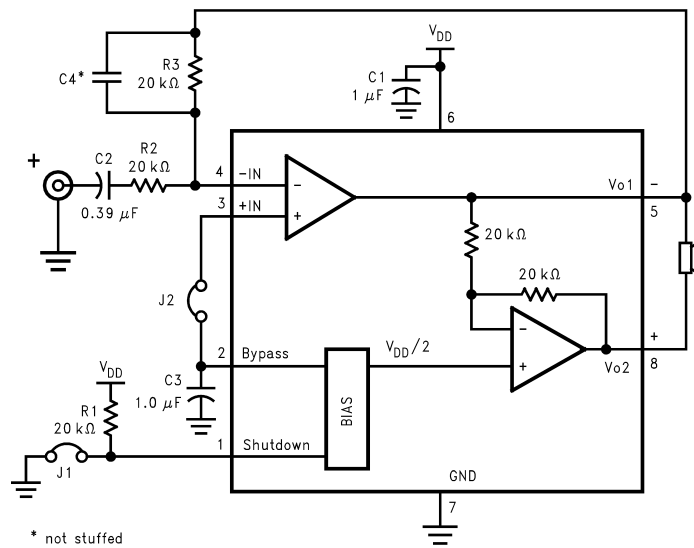 V_DD
C1
1 μF
6
R3
20 kΩ
C4*
+
C2
0.39 μF
R2
20 kΩ
4
-IN
3
+IN
-
+
Vo1
-
5
20 kΩ
20 kΩ
J2
-
+
+
8
Vo2
2
Bypass
V_DD/2
C3
1.0 μF
BIAS
V_DD
R1
20 kΩ
1
Shutdown
J1
GND
7
* not stuffed